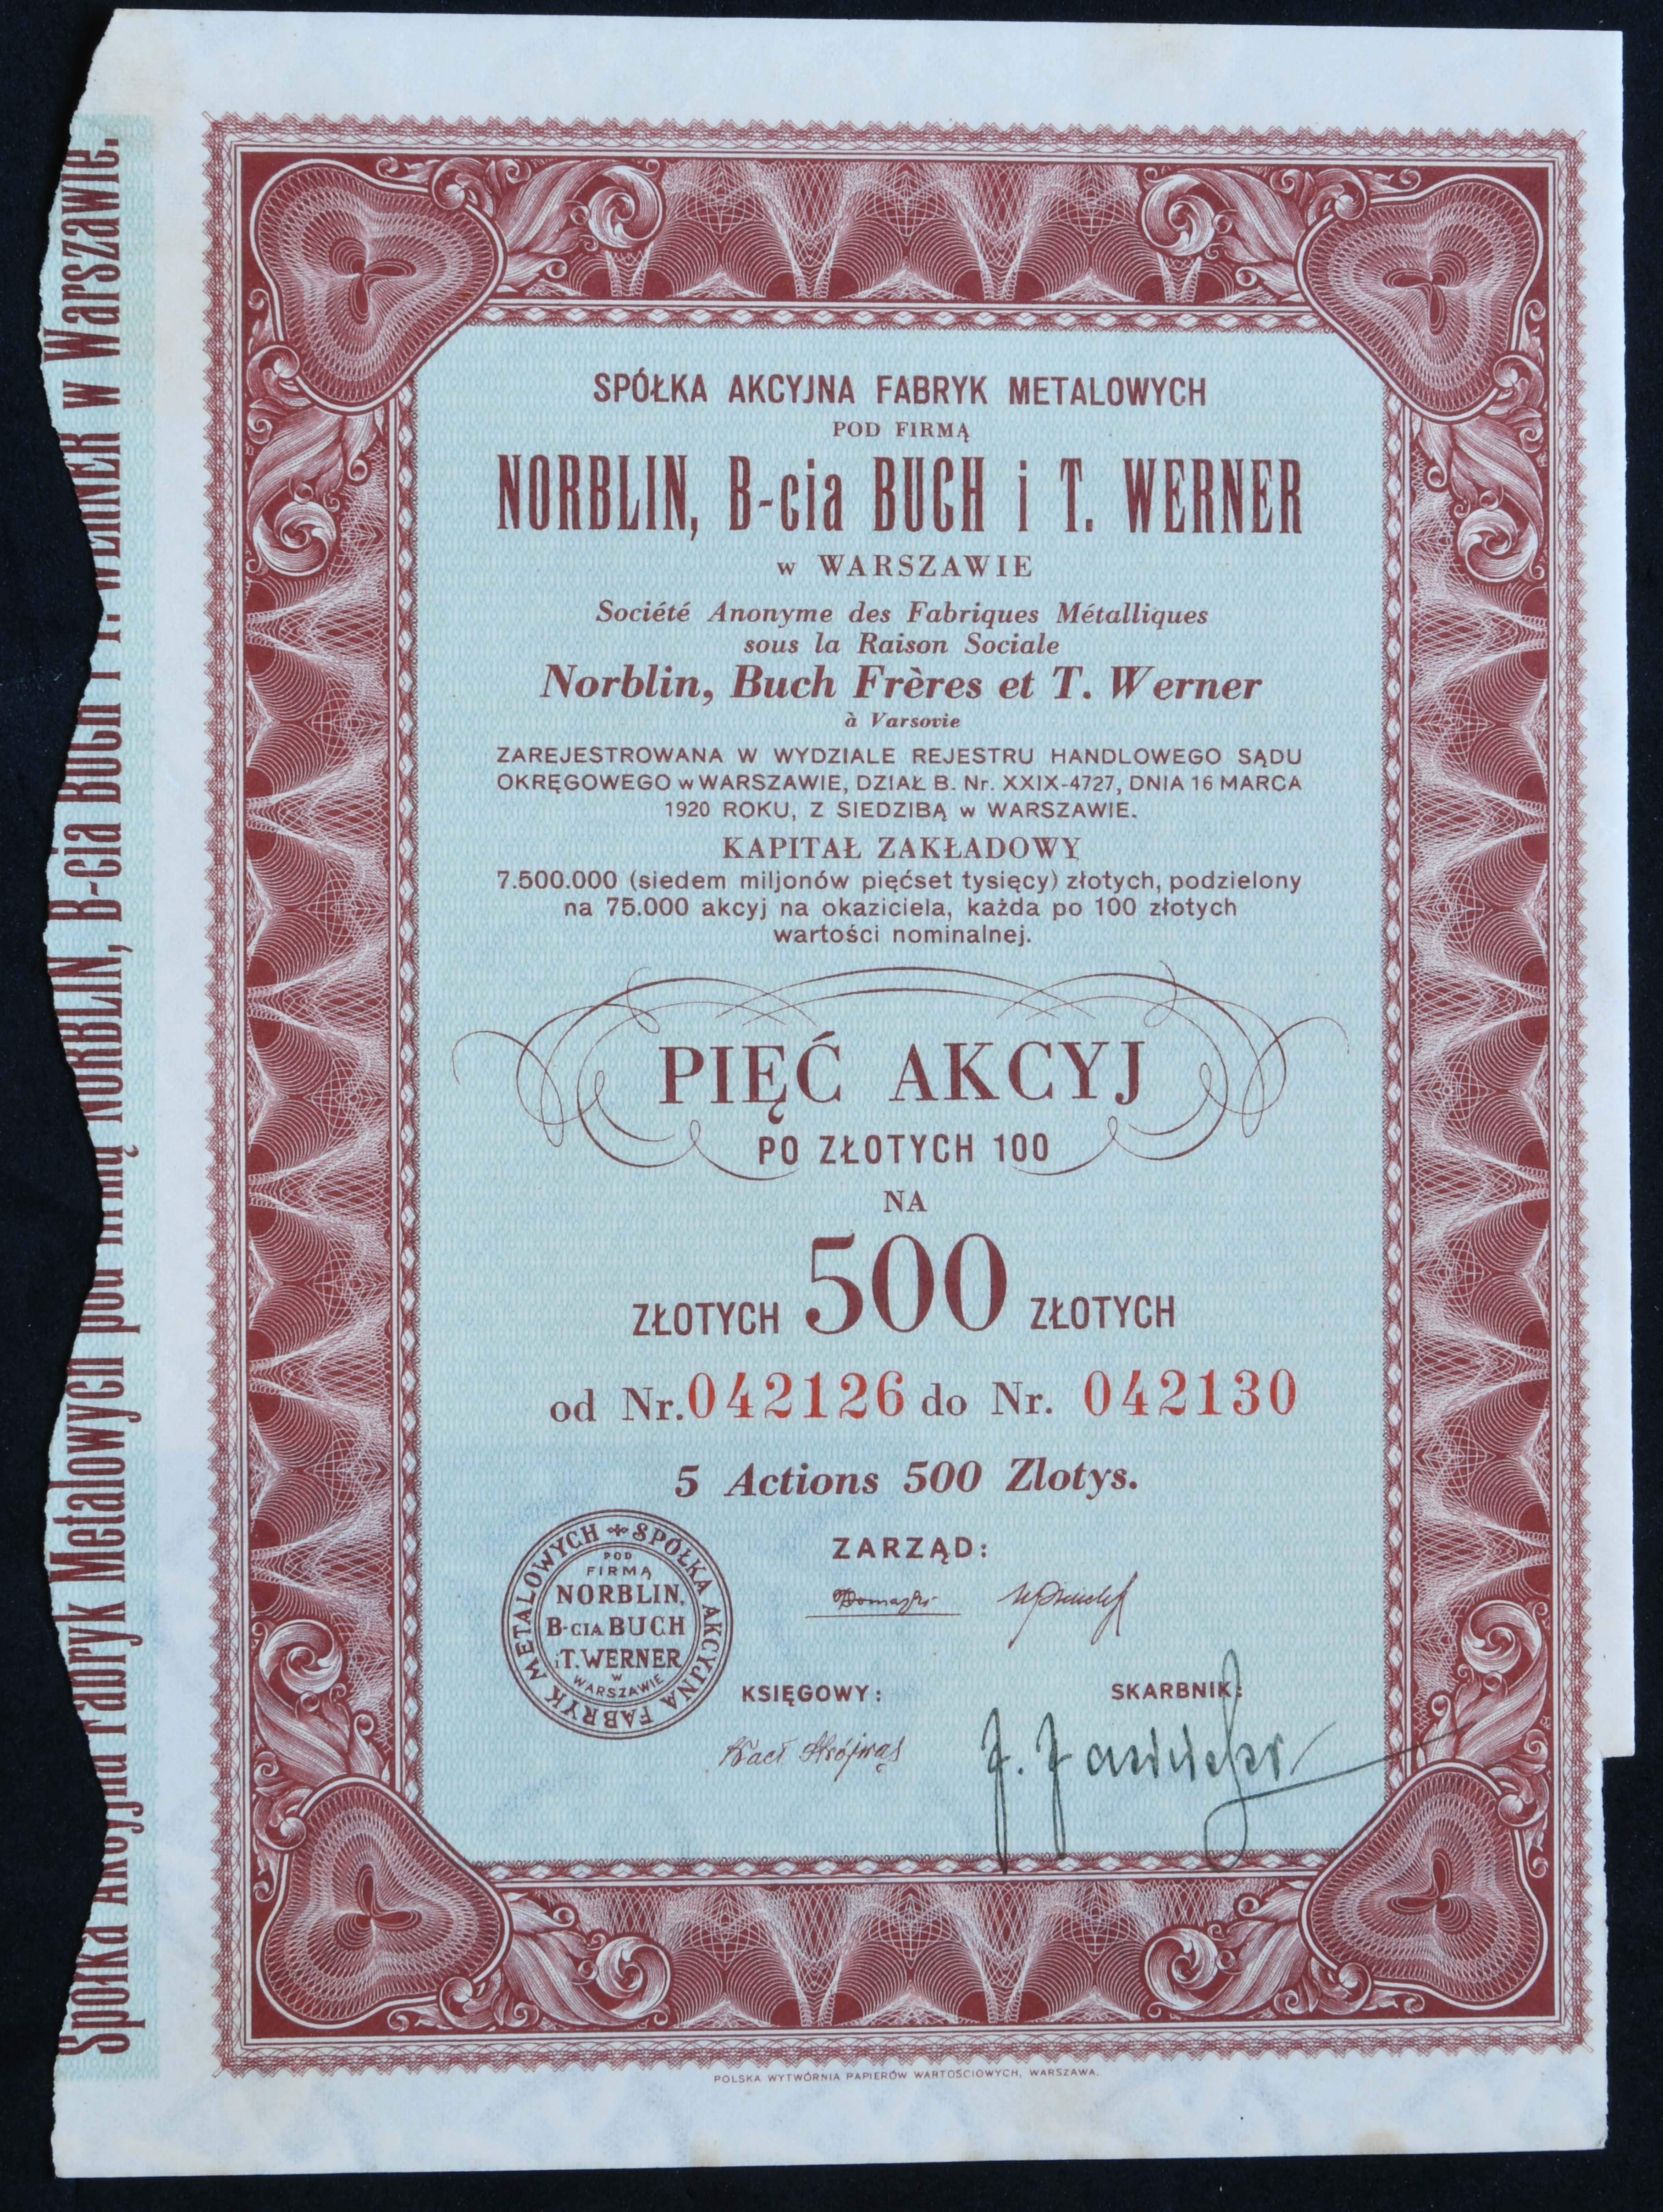 SPÓŁKA AKCYJNA FABRYK METALOWYCH
POD FIRMĄ
NORBLIN, B-cia BUCH i T. WERNER
w WARSZAWIE
Société Anonyme des Fabriques Métalliques
sous la Raison Sociale
Norblin, Buch Frères et T. Werner
à Varsovie
ZAREJESTROWANA W WYDZIALE REJESTRU HANDLOWEGO SĄDU
OKRĘGOWEGO w WARSZAWIE, DZIAŁ B. Nr. XXIX-4727, DNIA 16 MARCA
1920 ROKU, Z SIEDZIBĄ w WARSZAWIE.
KAPITAŁ ZAKŁADOWY
7.500.000 (siedem miljonów pięćset tysięcy) złotych, podzielony
na 75.000 akcyj na okaziciela, każda po 100 złotych
wartości nominalnej.
PIĘĆ AKCYJ
PO ZŁOTYCH 100
NA
ZŁOTYCH 500 ZŁOTYCH
od Nr. 042126 do Nr. 042130
5 Actions 500 Zlotys.
ZARZĄD:
SPÓŁKA AKCYJNA FABRYK METALOWYCH
POD
FIRMĄ
NORBLIN,
B-CIA BUCH
i T. WERNER
W
WARSZAWIE
KSIĘGOWY:
SKARBNIK:
POLSKA WYTWÓRNIA PAPIERÓW WARTOŚCIOWYCH, WARSZAWA.
Spółka Akcyjna Fabryk Metalowych pod firmą NORBLIN, B-cia BUCH i T. WERNER w Warszawie.